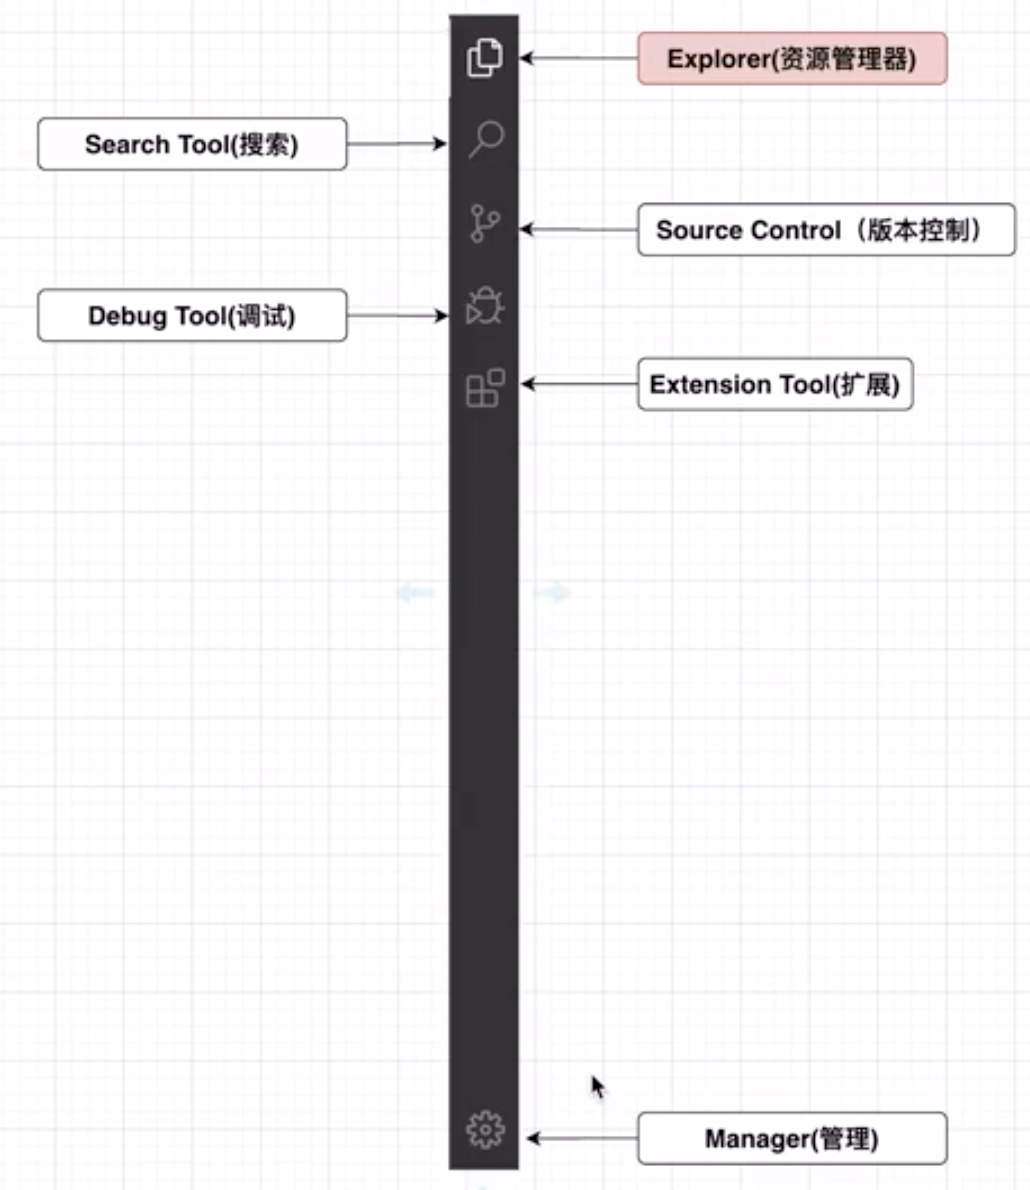 Explorer(资源管理器)
Search Tool(搜索)
Source Control（版本控制）
Debug Tool(调试)
Extension Tool(扩展)
Manager(管理)